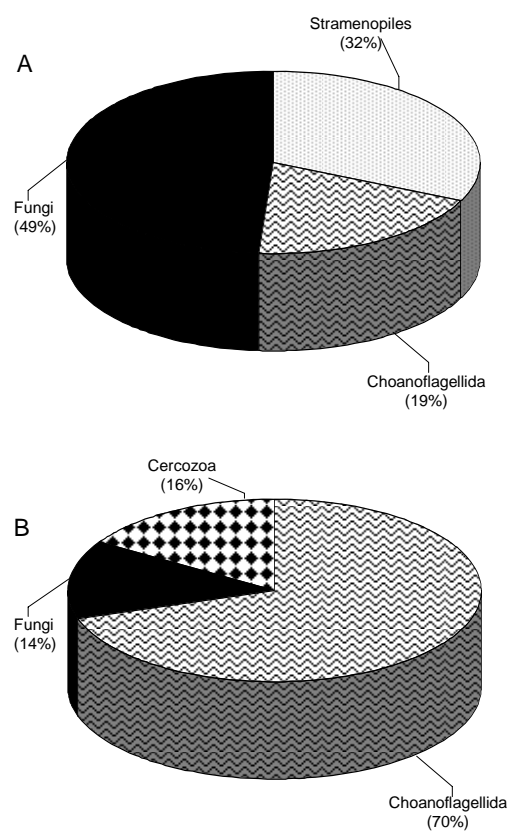 Stramenopiles
(32%)
A
Fungi
(49%)
Choanoflagellida
(19%)
Cercozoa
(16%)
B
Fungi
(14%)
Choanoflagellida
(70%)